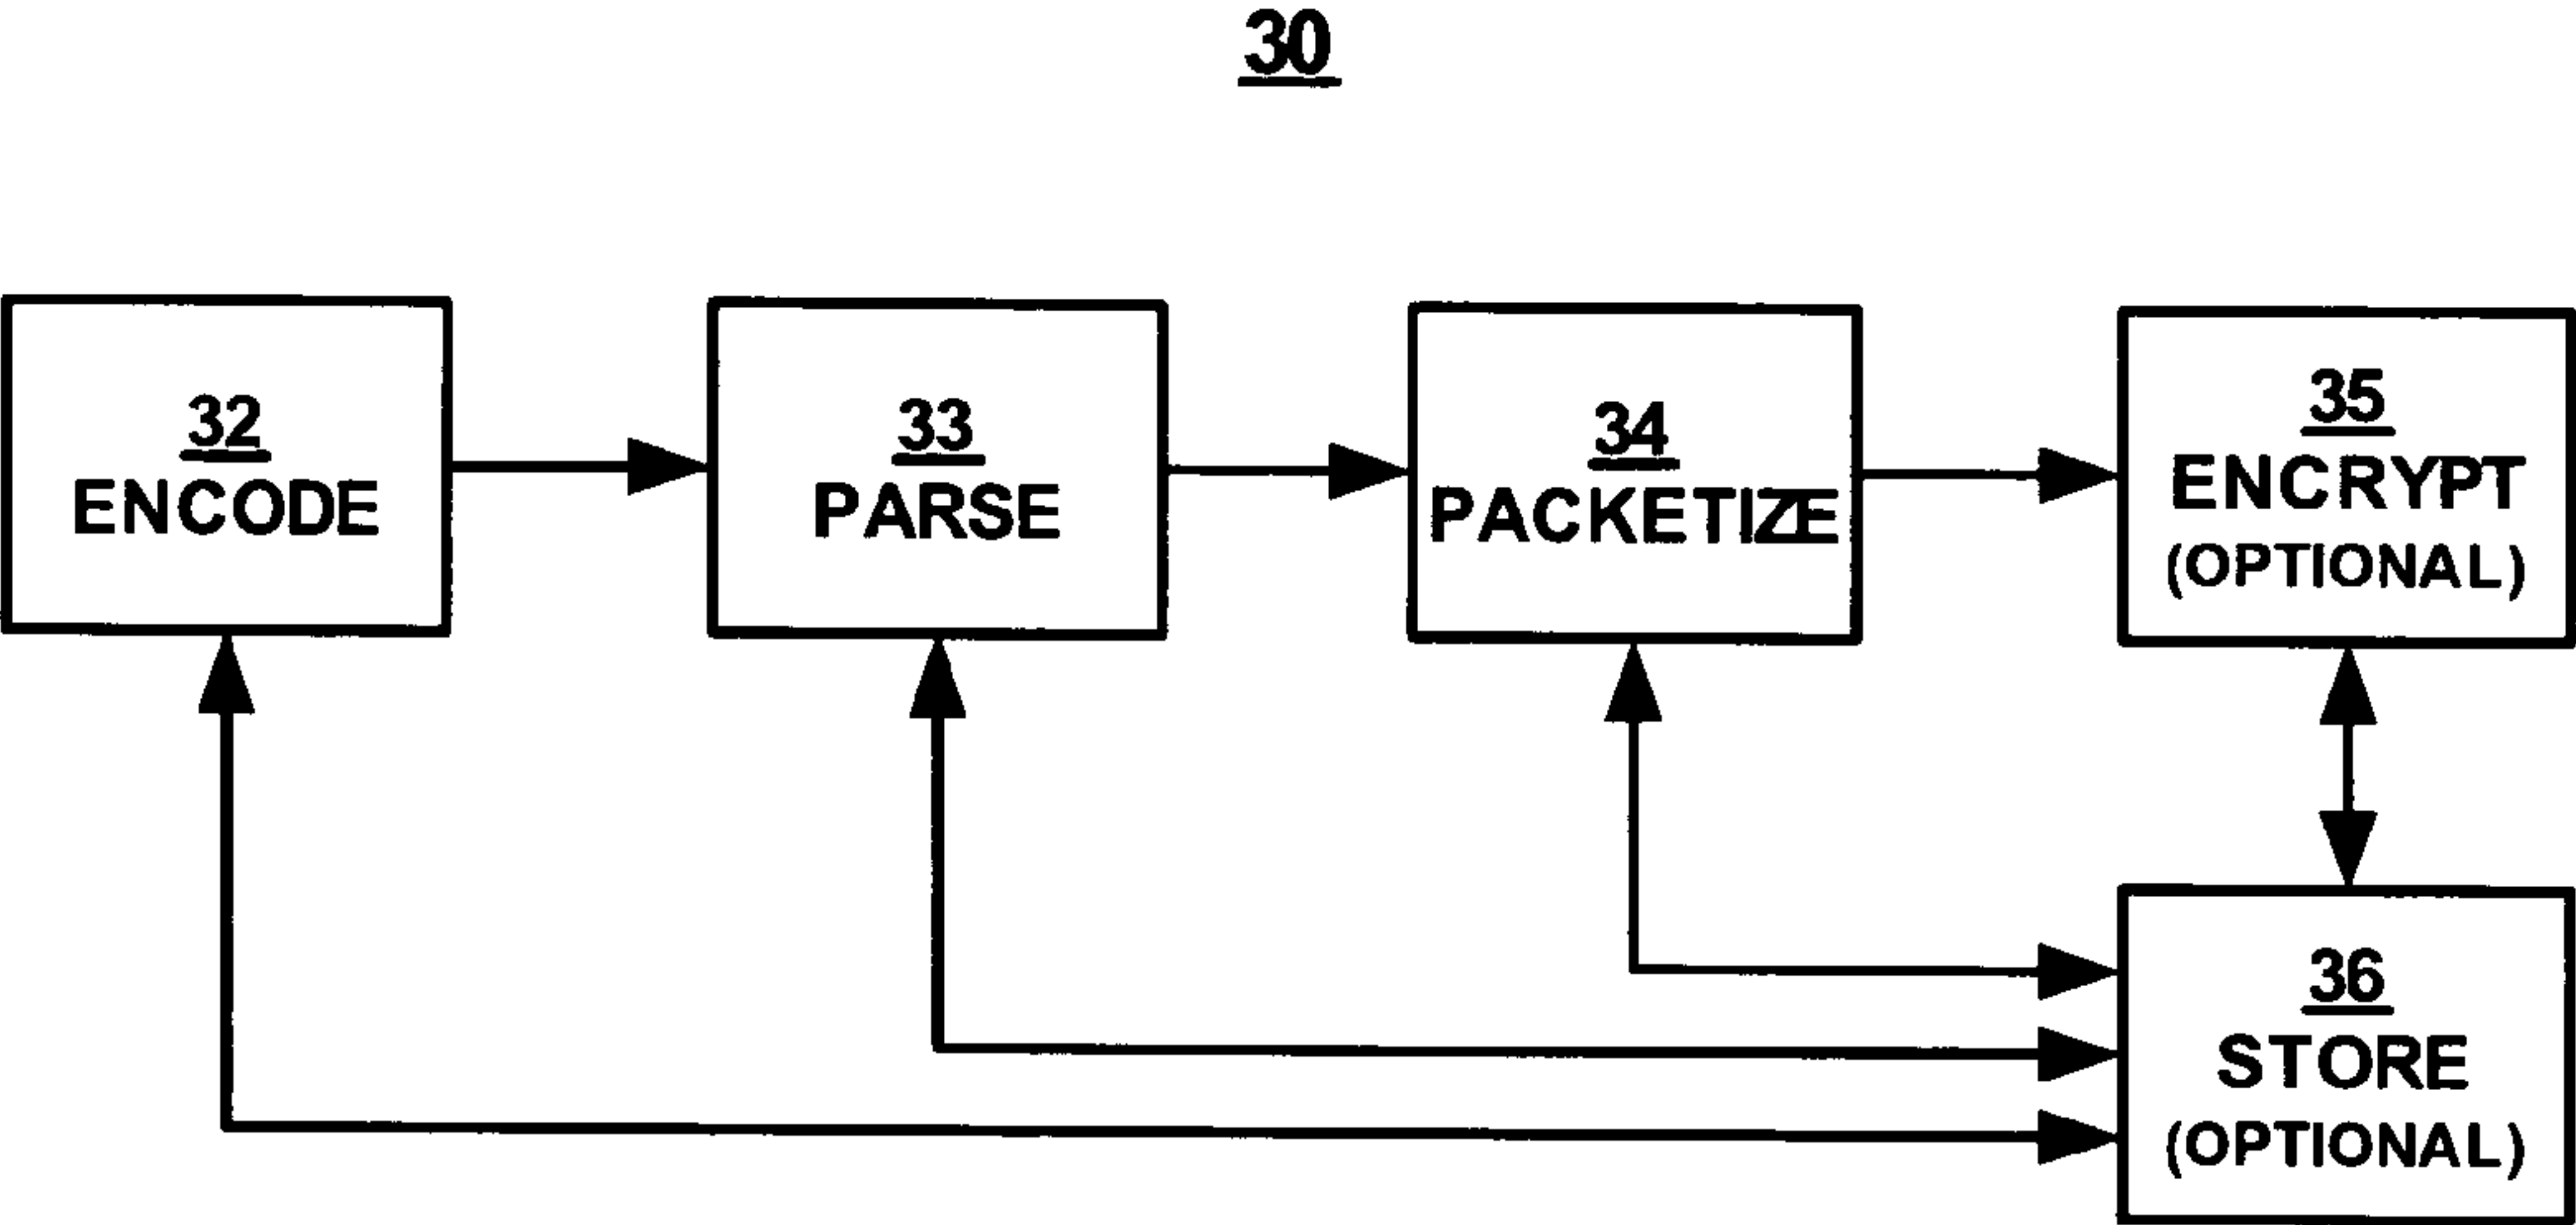 30
32
ENCODE
33
PARSE
34
PACKETIZE
35
ENCRYPT
(OPTIONAL)
36
STORE
(OPTIONAL)